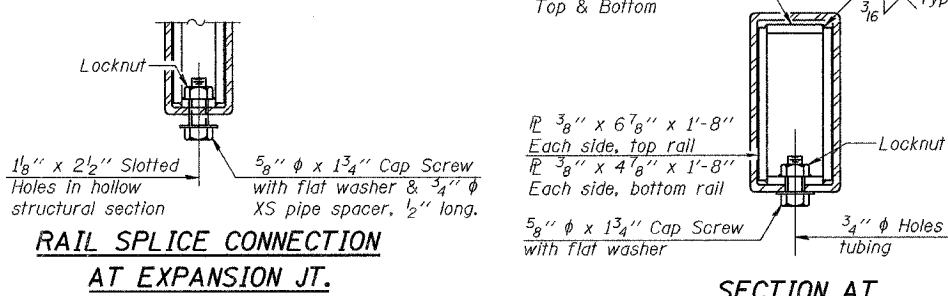 Locknut
1 1/8" x 2 1/2" Slotted
Holes in hollow
structural section
5/8" φ x 1 3/4" Cap Screw
with flat washer & 3/4" φ
XS pipe spacer, 1/2" long.
RAIL SPLICE CONNECTION
AT EXPANSION JT.
Top & Bottom
3/16
Typ
℄ 3/8" x 6 7/8" x 1'-8"
Each side, top rail
℄ 3/8" x 4 7/8" x 1'-8"
Each side, bottom rail
Locknut
5/8" φ x 1 3/4" Cap Screw
with flat washer
3/4" φ Holes
tubing
SECTION AT